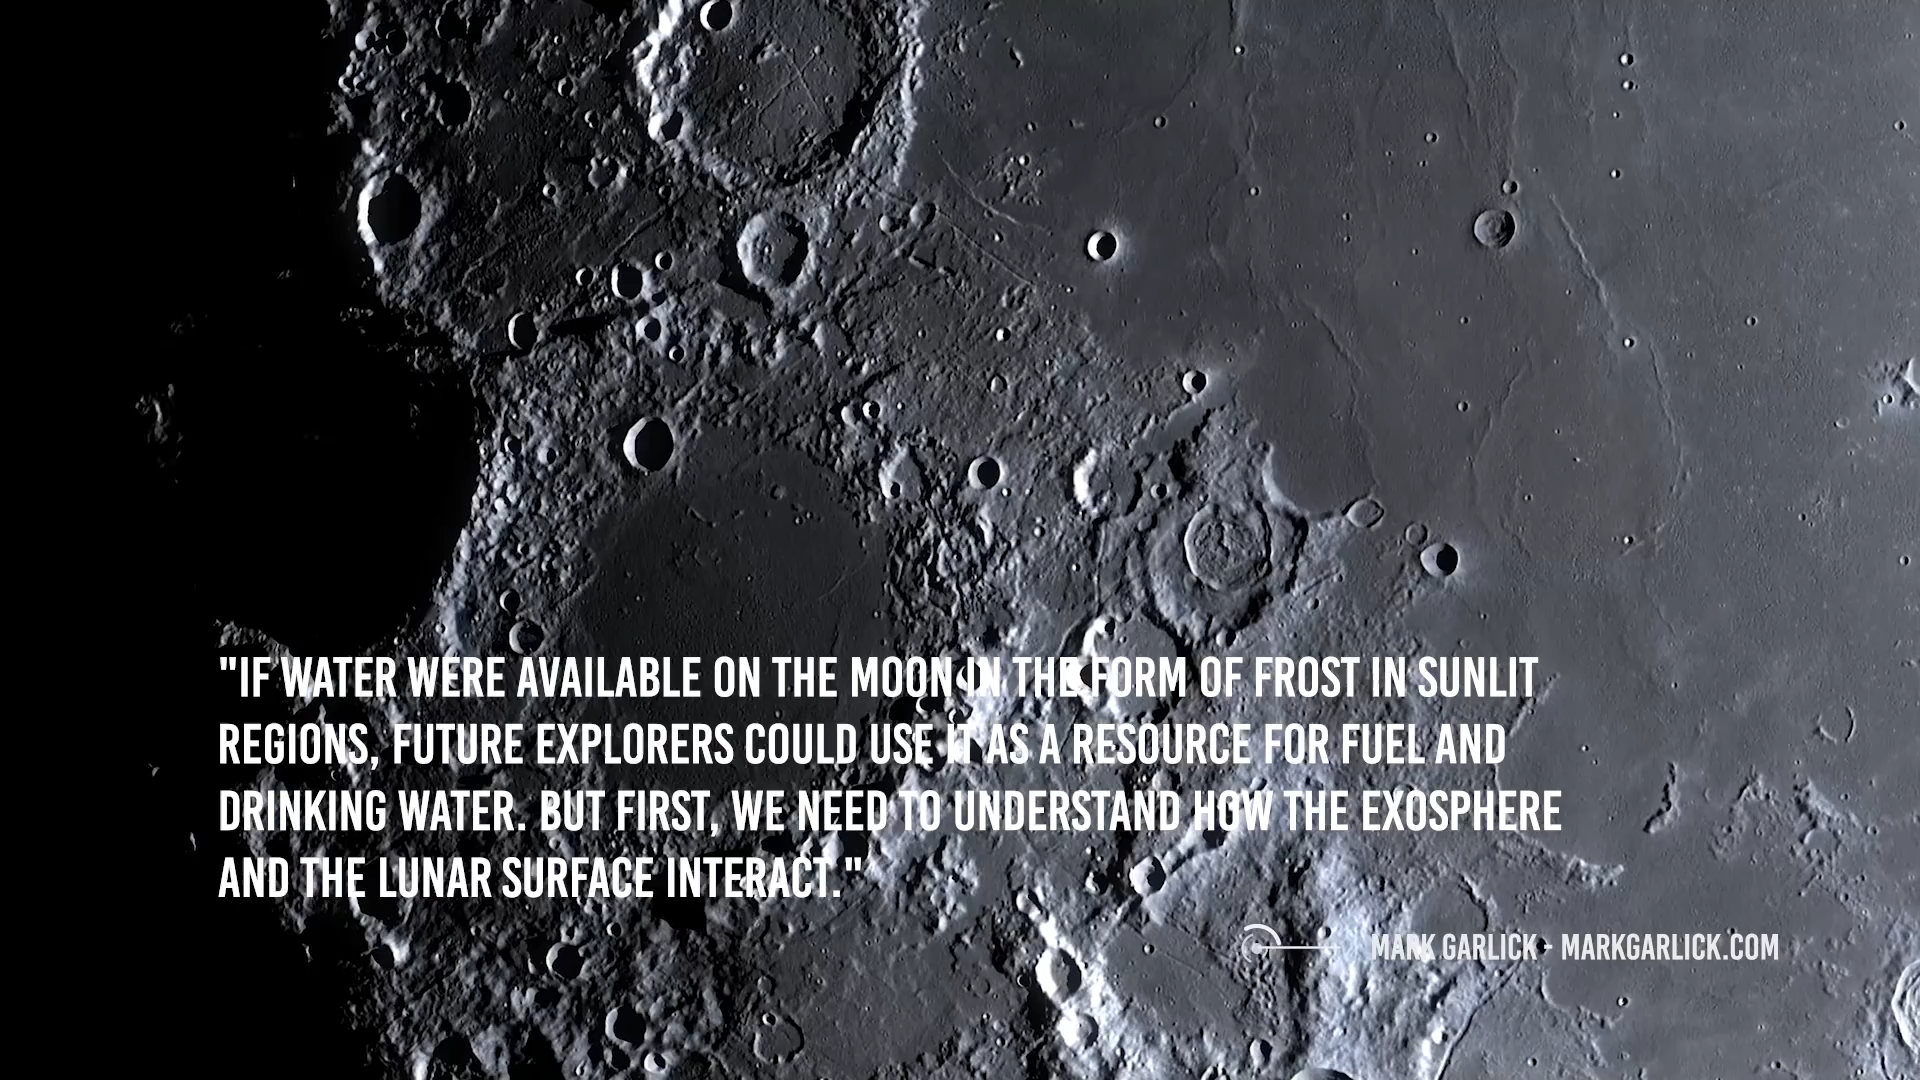 "IF WATER WERE AVAILABLE ON THE MOON IN THE FORM OF FROST IN SUNLIT
REGIONS, FUTURE EXPLORERS COULD USE IT AS A RESOURCE FOR FUEL AND
DRINKING WATER. BUT FIRST, WE NEED TO UNDERSTAND HOW THE EXOSPHERE
AND THE LUNAR SURFACE INTERACT."
MARK GARLICK - MARKGARLICK.COM